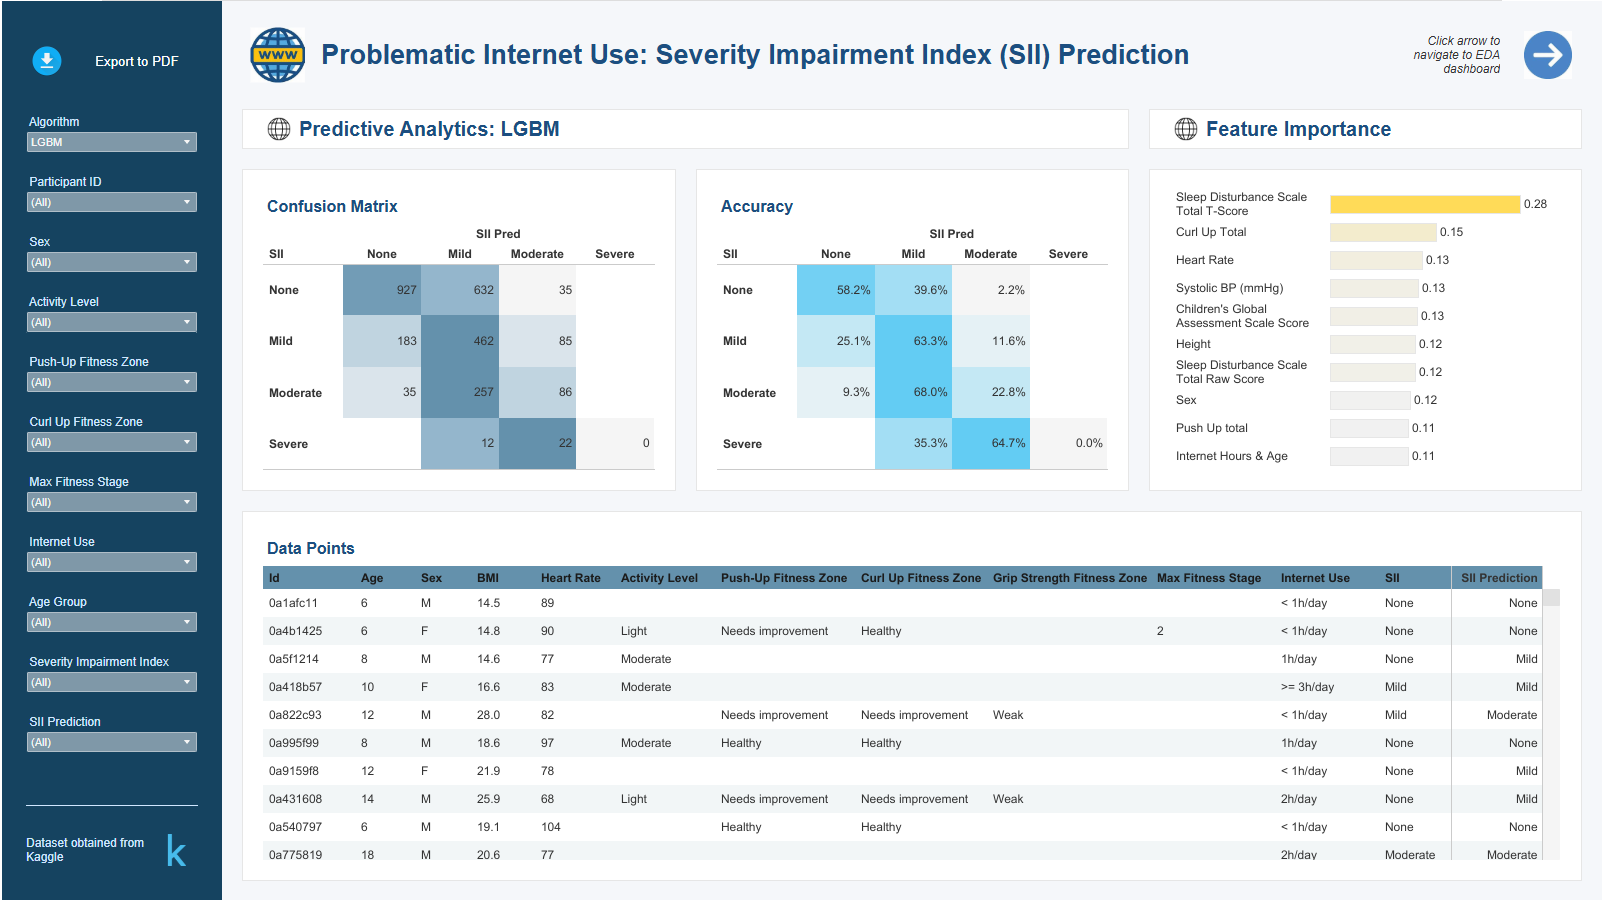 Export to PDF
Algorithm
LGBM
Participant ID
(All)
Sex
(All)
Activity Level
(All)
Push-Up Fitness Zone
(All)
Curl Up Fitness Zone
(All)
Max Fitness Stage
(All)
Internet Use
(All)
Age Group
(All)
Severity Impairment Index
(All)
SII Prediction
(All)
Dataset obtained from
Kaggle
k
WWW
Problematic Internet Use: Severity Impairment Index (SII) Prediction
Click arrow to
navigate to EDA
dashboard
Predictive Analytics: LGBM
Feature Importance
Confusion Matrix
SII Pred
SII None Mild Moderate Severe
None 927 632 35
Mild 183 462 85
Moderate 35 257 86
Severe 12 22 0
Accuracy
SII Pred
SII None Mild Moderate Severe
None 58.2% 39.6% 2.2%
Mild 25.1% 63.3% 11.6%
Moderate 9.3% 68.0% 22.8%
Severe 35.3% 64.7% 0.0%
Sleep Disturbance Scale
Total T-Score 0.28
Curl Up Total 0.15
Heart Rate 0.13
Systolic BP (mmHg) 0.13
Children's Global
Assessment Scale Score 0.13
Height 0.12
Sleep Disturbance Scale
Total Raw Score 0.12
Sex 0.12
Push Up total 0.11
Internet Hours & Age 0.11
Data Points
Id Age Sex BMI Heart Rate Activity Level Push-Up Fitness Zone Curl Up Fitness Zone Grip Strength Fitness Zone Max Fitness Stage Internet Use SII SII Prediction
0a1afc11 6 M 14.5 89 < 1h/day None None
0a4b1425 6 F 14.8 90 Light Needs improvement Healthy 2 < 1h/day None None
0a5f1214 8 M 14.6 77 Moderate 1h/day None Mild
0a418b57 10 F 16.6 83 Moderate >= 3h/day Mild Mild
0a822c93 12 M 28.0 82 Needs improvement Needs improvement Weak < 1h/day Mild Moderate
0a995f99 8 M 18.6 97 Moderate Healthy Healthy 1h/day None None
0a9159f8 12 F 21.9 78 < 1h/day None Mild
0a431608 14 M 25.9 68 Light Needs improvement Needs improvement Weak 2h/day None Mild
0a540797 6 M 19.1 104 Healthy Healthy < 1h/day None None
0a775819 18 M 20.6 77 2h/day Moderate Moderate